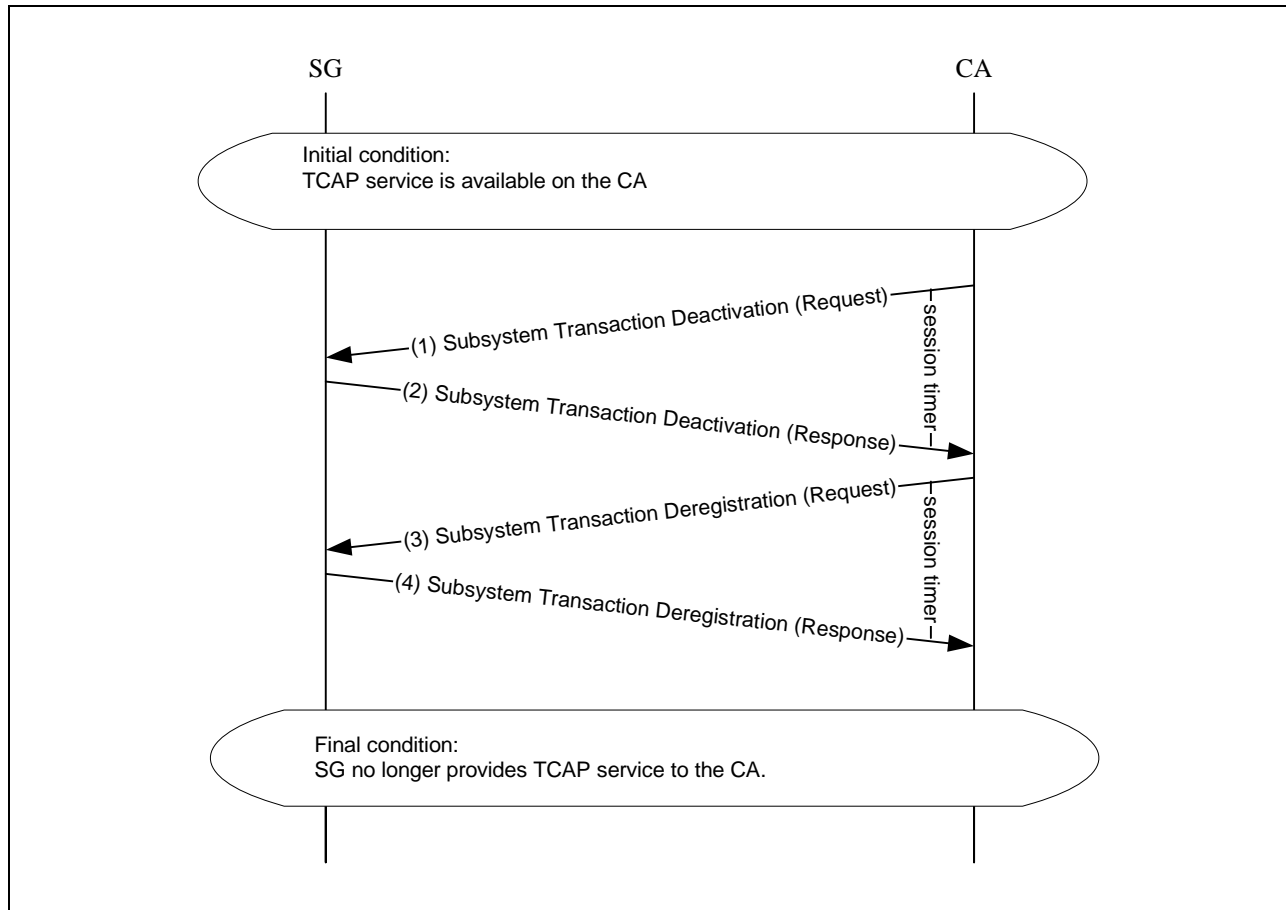 SG
CA
Initial condition:
TCAP service is available on the CA
(1) Subsystem Transaction Deactivation (Request)
session timer
(2) Subsystem Transaction Deactivation (Response)
(3) Subsystem Transaction Deregistration (Request)
session timer
(4) Subsystem Transaction Deregistration (Response)
Final condition:
SG no longer provides TCAP service to the CA.